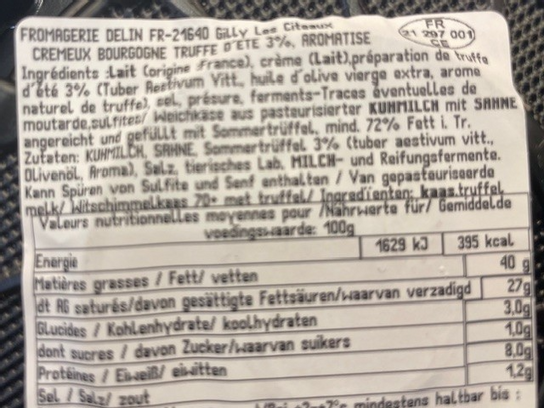 FROMAGERIE DELIN FR-21640 Gilly Les Citeaux
FR
21 297 001
CE
CREMEUX BOURGOGNE TRUFFE D'ETE 3%, AROMATISE
Ingrédients :Lait (origine France), crème (Lait),préparation de truffe
d'été 3% (Tuber Aestivum Vitt., huile d'olive vierge extra, arome
naturel de truffe), sel, présure, ferments-Traces éventuelles de
moutarde,sulfites/ Weichkäse aus pasteurisierter KUHMILCH mit SAHNE
angereicht und gefüllt mit Sommertrüffel, mind. 72% Fett i. Tr.
Zutaten: KUHMILCH, SAHNE, Sommertrüffel 3% (tuber aestivum vitt.,
Olivenöl, Aroma), Salz, tierisches Lab, MILCH- und Reifungsfermente.
Kann Spüren von Sulfite und Senf enthalten / Van gepasteuriseerde
melk/ Witschimmelkaas 70+ met truffel/ Ingrediënten: kaas,truffel,
Valeurs nutritionnelles moyennes pour /Nährwerte für/ Gemiddelde
voedingswaarde: 100g
Energie 1629 kJ 395 kcal
Matières grasses / Fett/ vetten 40 g
dt AG saturés/davon gesättigte Fettsäuren/waarvan verzadigd 27g
Glucides / Kohlenhydrate/ koolhydraten 3,0g
dont sucres / davon Zucker/waarvan suikers 1,0g
Protéines / Eiweiß/ eiwitten 8,0g
Sel / Salz/ zout 1,2g
mindestens haltbar bis :